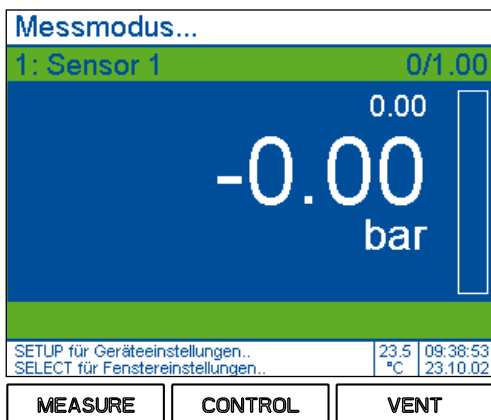 Messmodus...
1: Sensor 1 0/1.00
0.00
-0.00
bar
SETUP für Geräteeinstellungen.. 23.5 09:38:53
SELECT für Fenstereinstellungen.. °C 23.10.02
MEASURE CONTROL VENT